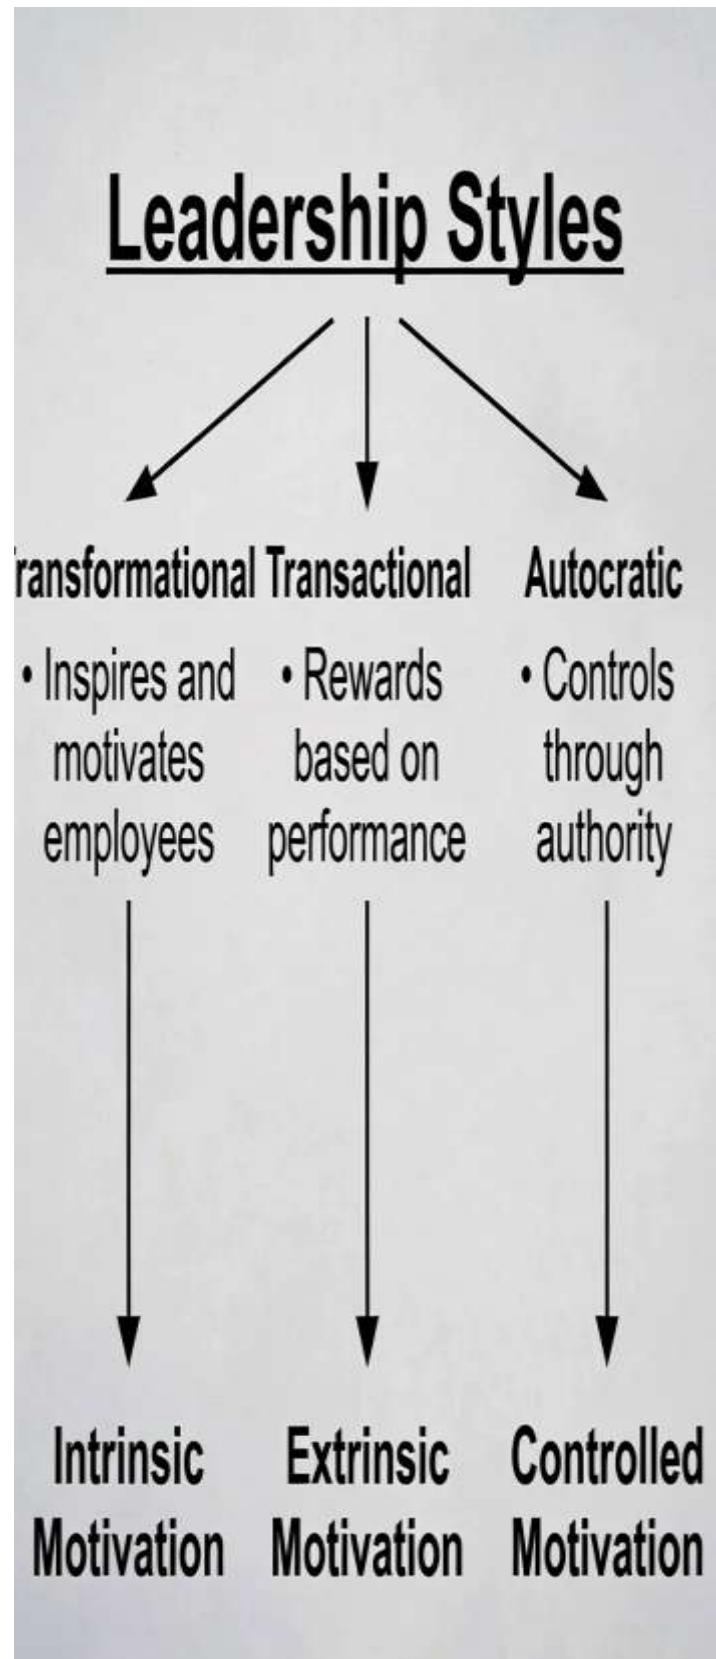 Leadership Styles
ransformational Transactional Autocratic
• Inspires and
motivates
employees
• Rewards
based on
performance
• Controls
through
authority
Intrinsic
Motivation
Extrinsic
Motivation
Controlled
Motivation